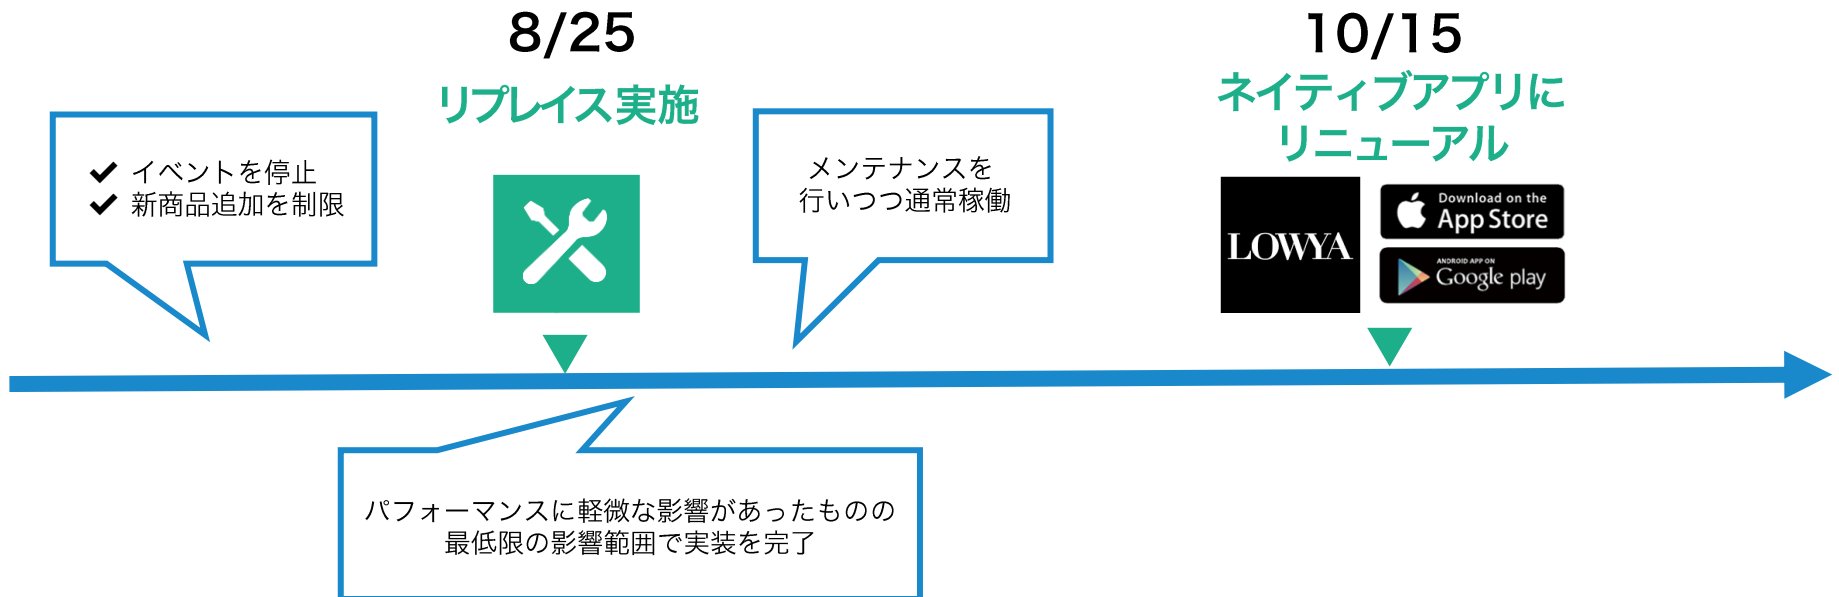 8/25
リプレイス実施
10/15
ネイティブアプリに
リニューアル
イベントを停止
新商品追加を制限
メンテナンスを
行いつつ通常稼働
LOWYA
Download on the
App Store
ANDROID APP ON
Google play
パフォーマンスに軽微な影響があったものの
最低限の影響範囲で実装を完了